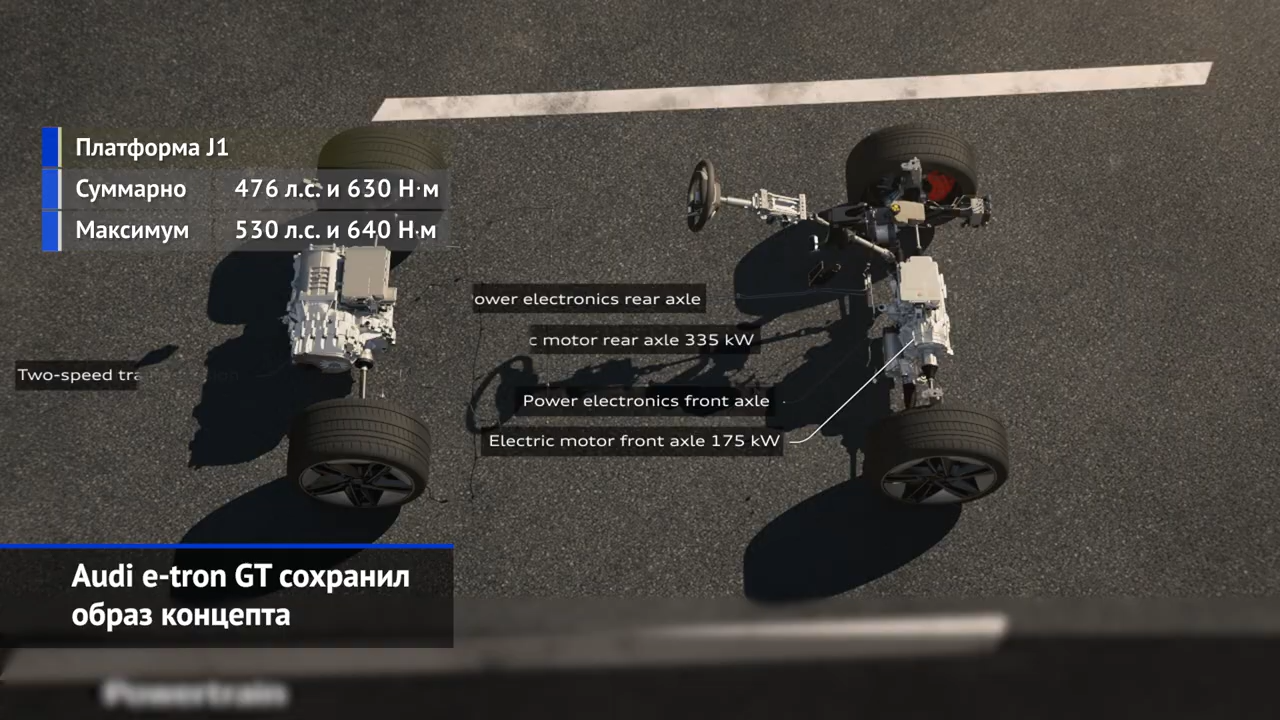 Платформа J1
Суммарно 476 л.с. и 630 Н·м
Максимум 530 л.с. и 640 Н·м
ower electronics rear axle
c motor rear axle 335 kW
Two-speed tra
Power electronics front axle
Electric motor front axle 175 kW
Audi e-tron GT сохранил
образ концепта
Powertrain